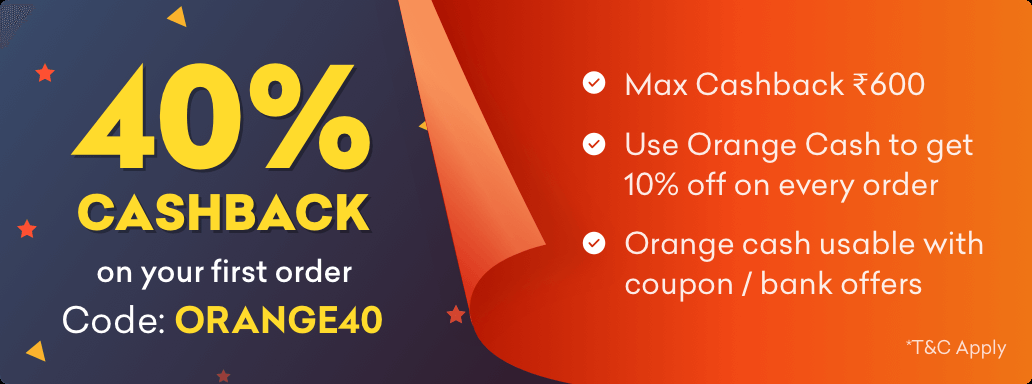 40%
CASHBACK
on your first order
Code: ORANGE40
Max Cashback ₹600
Use Orange Cash to get
10% off on every order
Orange cash usable with
coupon / bank offers
*T&C Apply